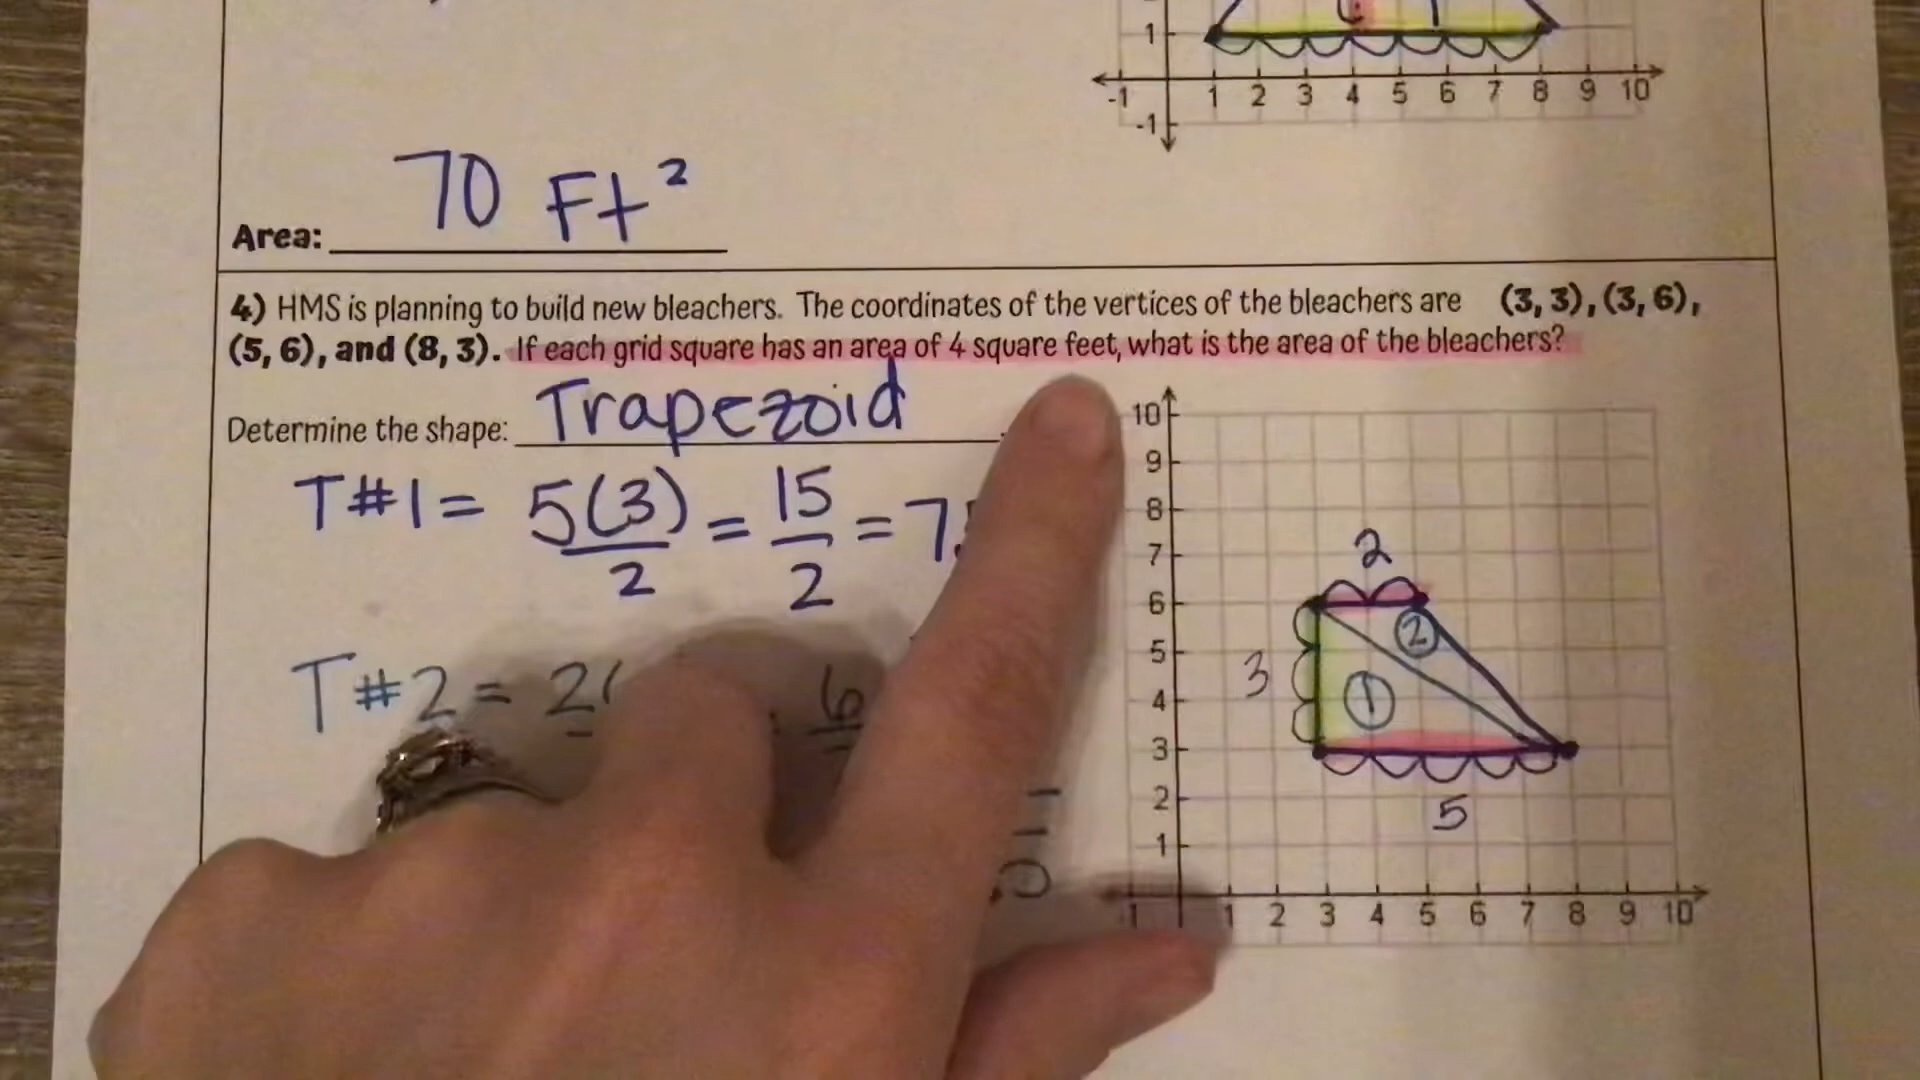 1
-1 1 2 3 4 5 6 7 8 9 10
-1
70 Ft²
Area:
4) HMS is planning to build new bleachers. The coordinates of the vertices of the bleachers are (3, 3), (3, 6),
(5, 6), and (8, 3). If each grid square has an area of 4 square feet, what is the area of the bleachers?
Determine the shape: Trapezoid
T#1 = 5(3)/2 = 15/2 = 7.
T#2 = 2( 6
10
9
8
7
6
5
4
3
2
1
2
3
5
1
2
1 2 3 4 5 6 7 8 9 10